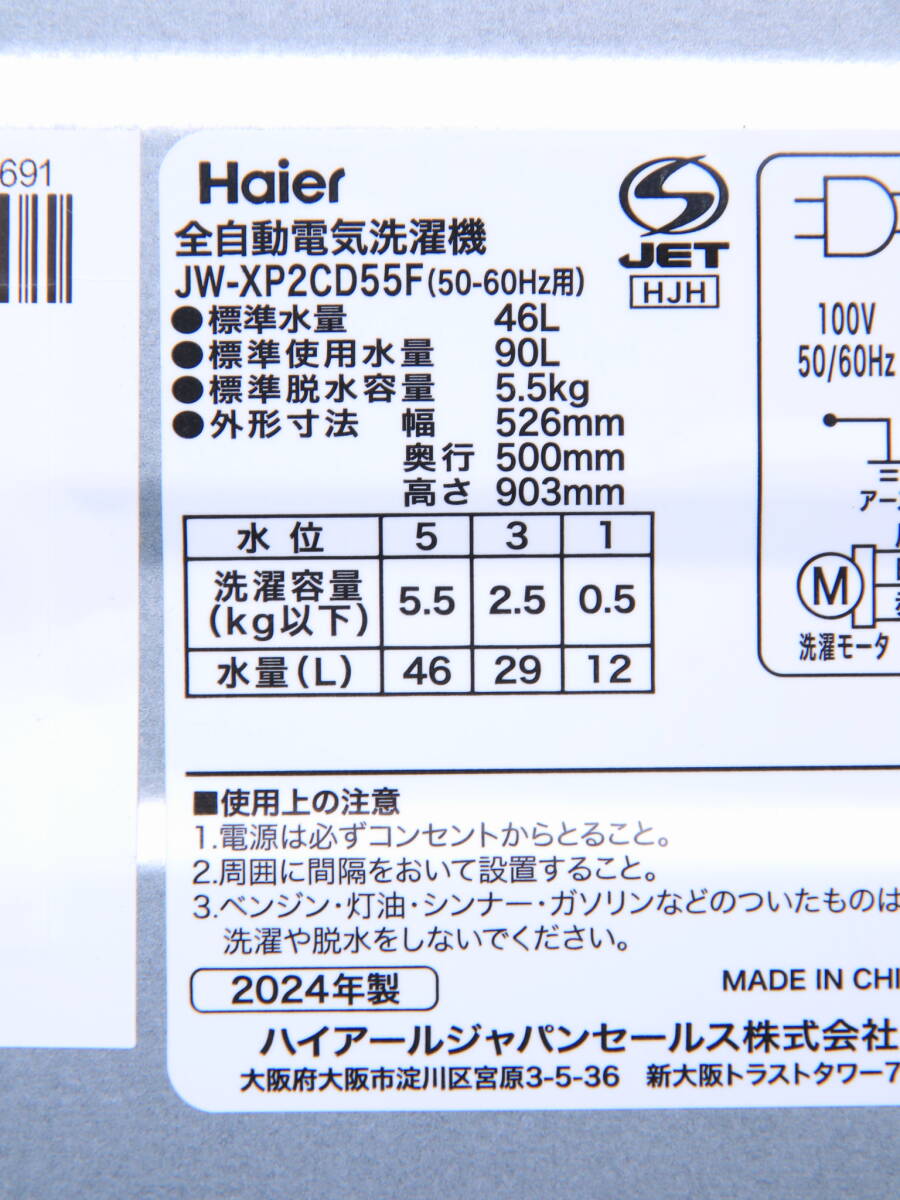 691
Haier
全自動電気洗濯機
JW-XP2CD55F(50-60Hz用)
●標準水量 46L
●標準使用水量 90L
●標準脱水容量 5.5kg
●外形寸法 幅 526mm
奥行 500mm
高さ 903mm
S
JET
HJH
100V
50/60Hz
アース
M
洗濯モータ
水位 5 3 1
洗濯容量
(kg以下) 5.5 2.5 0.5
水量(L) 46 29 12
■使用上の注意
1.電源は必ずコンセントからとること。
2.周囲に間隔をおいて設置すること。
3.ベンジン・灯油・シンナー・ガソリンなどのついたものは
洗濯や脱水をしないでください。
2024年製
MADE IN CHI
ハイアールジャパンセールス株式会社
大阪府大阪市淀川区宮原3-5-36 新大阪トラストタワー7